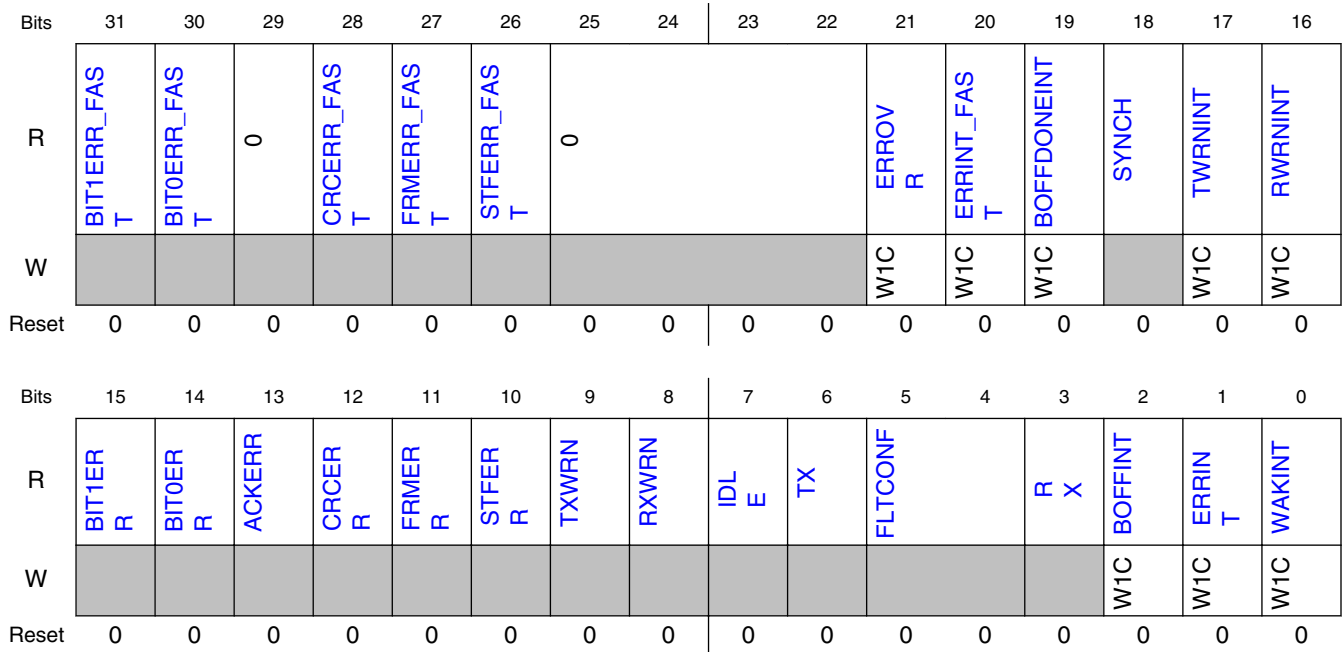 Bits 31 30 29 28 27 26 25 24 23 22 21 20 19 18 17 16
R
BIT1ERR_FAS
T
BIT0ERR_FAS
T
0
CRCERR_FAS
T
FRMERR_FAS
T
STFERR_FAS
T
0
ERROV
R
ERRINT_FAS
T
BOFFDONEINT
SYNCH
TWRNINT
RWRNINT
W W1C W1C W1C W1C W1C
Reset 0 0 0 0 0 0 0 0 0 0 0 0 0 0 0 0
Bits 15 14 13 12 11 10 9 8 7 6 5 4 3 2 1 0
R
BIT1ER
R
BIT0ER
R
ACKERR
CRCER
R
FRMER
R
STFER
R
TXWRN
RXWRN
IDL
E
TX
FLTCONF
R
X
BOFFINT
ERRIN
T
WAKINT
W W1C W1C W1C
Reset 0 0 0 0 0 0 0 0 0 0 0 0 0 0 0 0